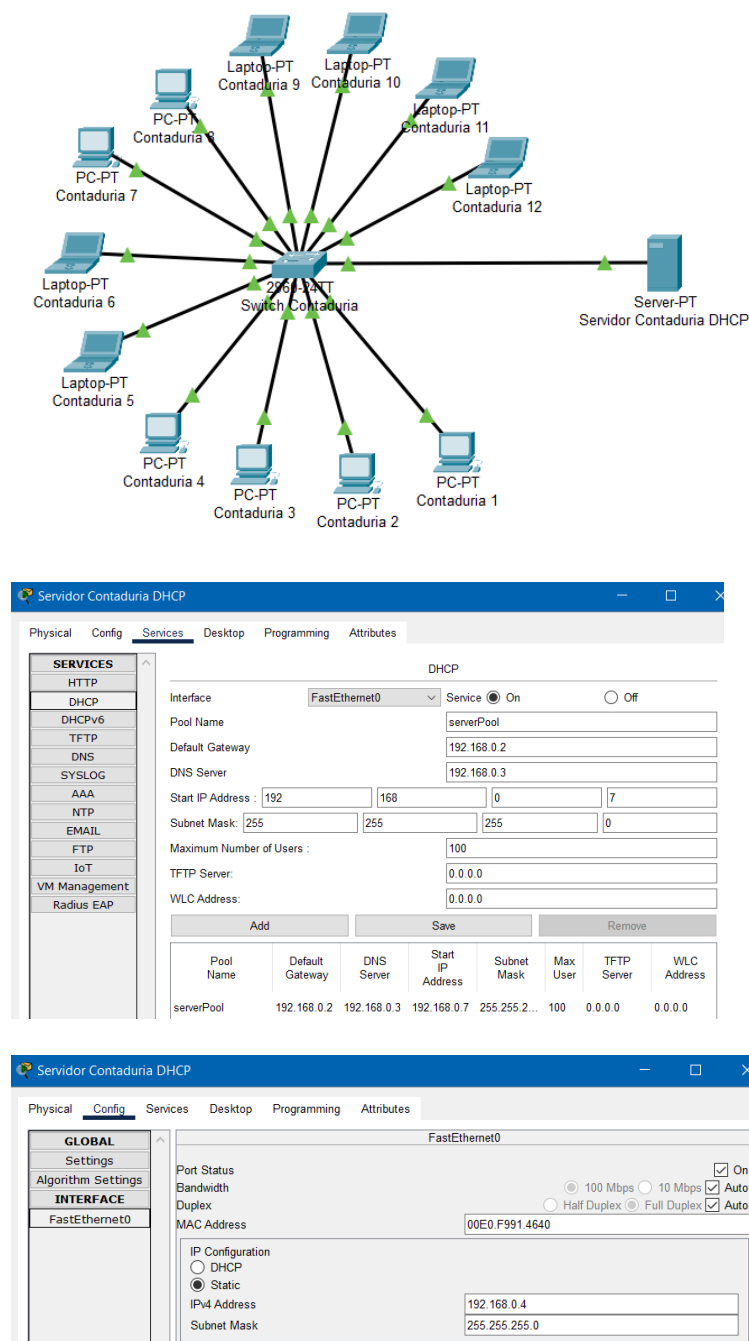 Laptop-PT
Contaduria 9
Laptop-PT
Contaduria 10
Laptop-PT
Contaduria 11
PC-PT
Contaduria 8
PC-PT
Contaduria 7
Laptop-PT
Contaduria 12
Laptop-PT
Contaduria 6
2960-24TT
Switch Contaduria
Server-PT
Servidor Contaduria DHCP
Laptop-PT
Contaduria 5
PC-PT
Contaduria 4
PC-PT
Contaduria 3
PC-PT
Contaduria 2
PC-PT
Contaduria 1
Servidor Contaduria DHCP
Physical Config Services Desktop Programming Attributes
SERVICES
HTTP
DHCP
DHCPv6
TFTP
DNS
SYSLOG
AAA
NTP
EMAIL
FTP
IoT
VM Management
Radius EAP
DHCP
Interface FastEthernet0 Service On Off
Pool Name serverPool
Default Gateway 192.168.0.2
DNS Server 192.168.0.3
Start IP Address : 192 168 0 7
Subnet Mask: 255 255 255 0
Maximum Number of Users : 100
TFTP Server: 0.0.0.0
WLC Address: 0.0.0.0
Add Save Remove
Pool Name Default Gateway DNS Server Start IP Address Subnet Mask Max User TFTP Server WLC Address
serverPool 192.168.0.2 192.168.0.3 192.168.0.7 255.255.2... 100 0.0.0.0 0.0.0.0
Servidor Contaduria DHCP
Physical Config Services Desktop Programming Attributes
GLOBAL
Settings
Algorithm Settings
INTERFACE
FastEthernet0
FastEthernet0
Port Status On
Bandwidth 100 Mbps 10 Mbps Auto
Duplex Half Duplex Full Duplex Auto
MAC Address 00E0.F991.4640
IP Configuration
DHCP
Static
IPv4 Address 192.168.0.4
Subnet Mask 255.255.255.0